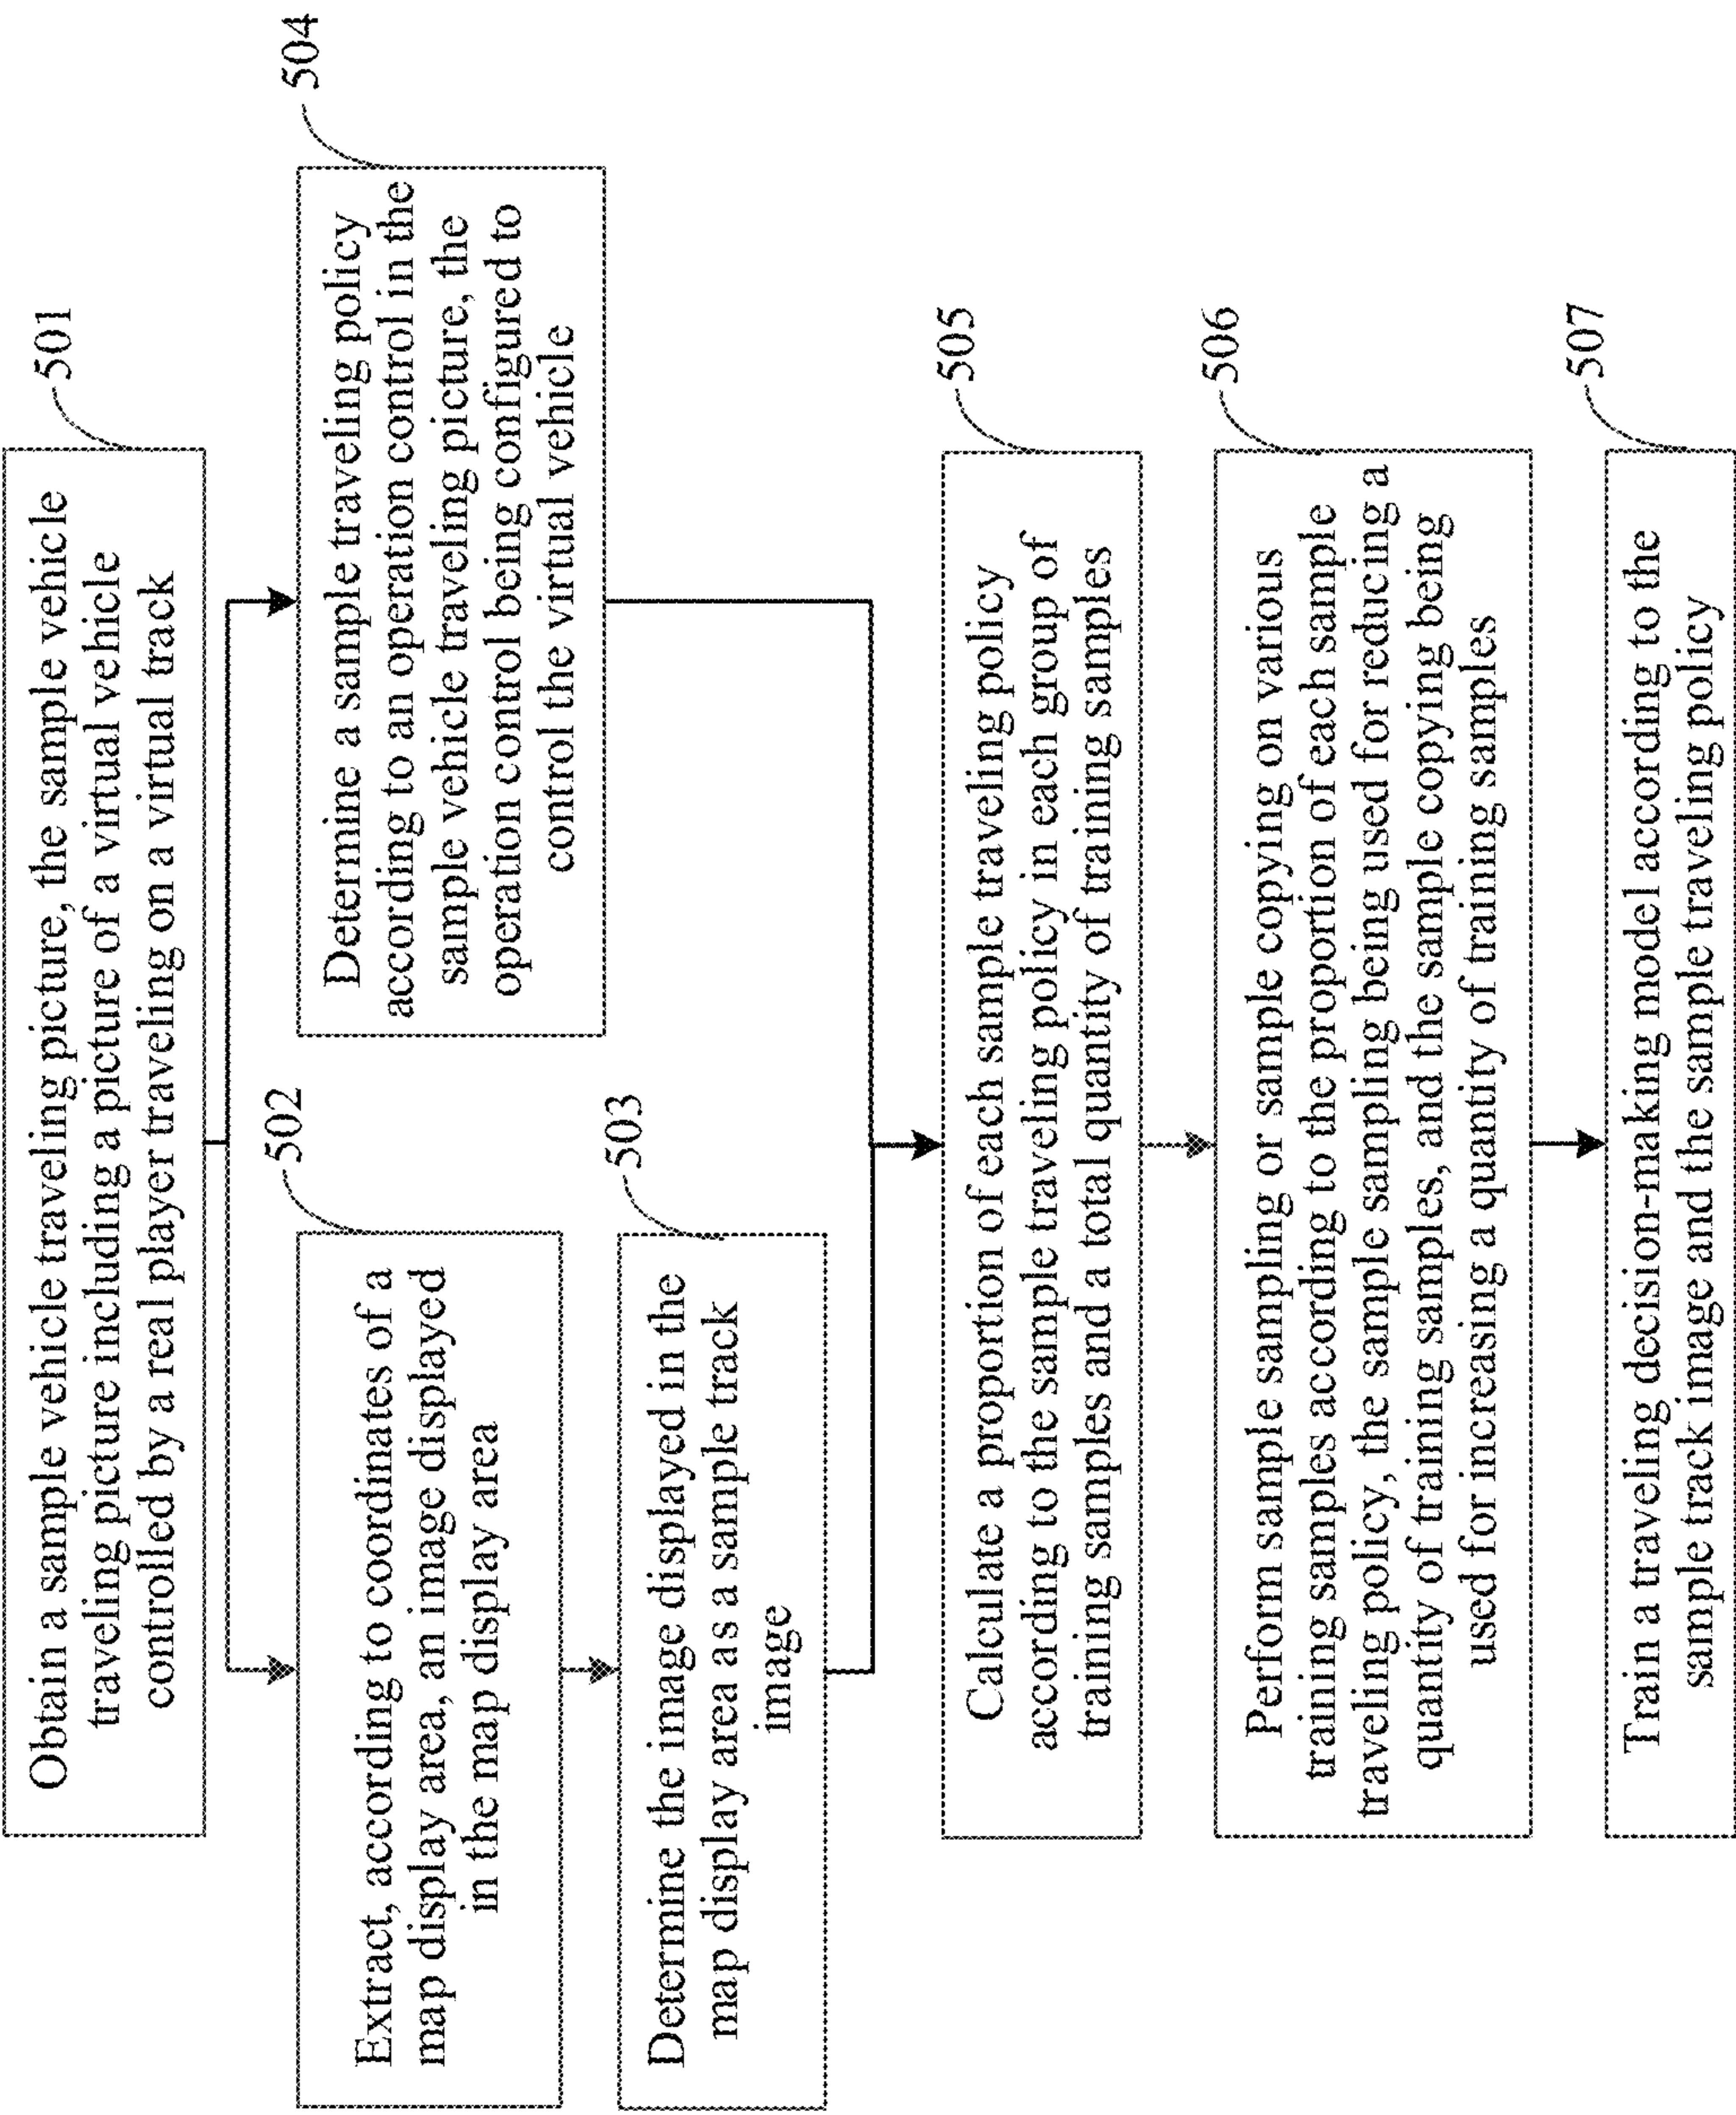 501
Obtain a sample vehicle traveling picture, the sample vehicle
traveling picture including a picture of a virtual vehicle
controlled by a real player traveling on a virtual track
502
Extract, according to coordinates of a
map display area, an image displayed
in the map display area
503
Determine the image displayed in the
map display area as a sample track
image
504
Determine a sample traveling policy
according to an operation control in the
sample vehicle traveling picture, the
operation control being configured to
control the virtual vehicle
505
Calculate a proportion of each sample traveling policy
according to the sample traveling policy in each group of
training samples and a total quantity of training samples
506
Perform sample sampling or sample copying on various
training samples according to the proportion of each sample
traveling policy, the sample sampling being used for reducing a
quantity of training samples, and the sample copying being
used for increasing a quantity of training samples
507
Train a traveling decision-making model according to the
sample track image and the sample traveling policy